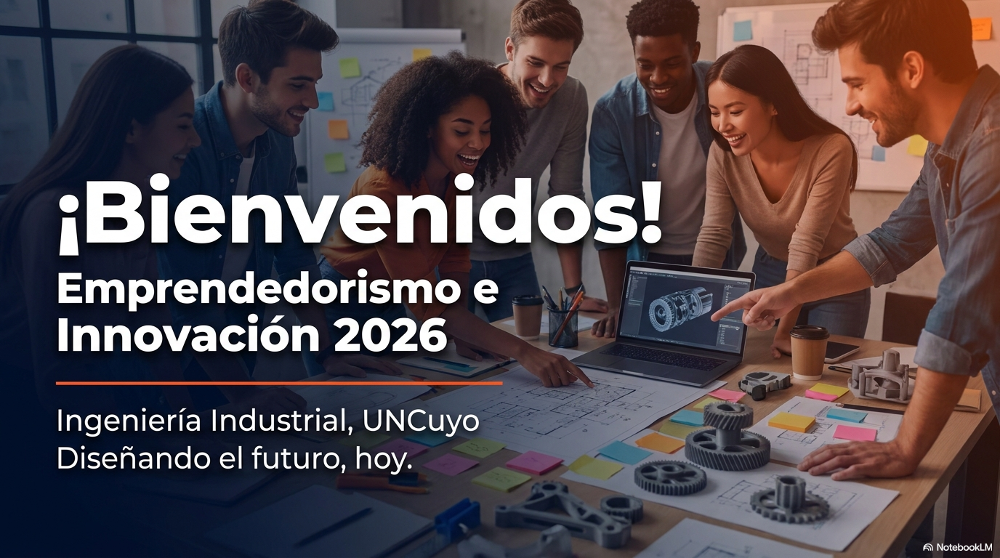 ¡Bienvenidos!
Emprendedorismo e
Innovación 2026
Ingeniería Industrial, UNCuyo
Diseñando el futuro, hoy.
NotebookLM